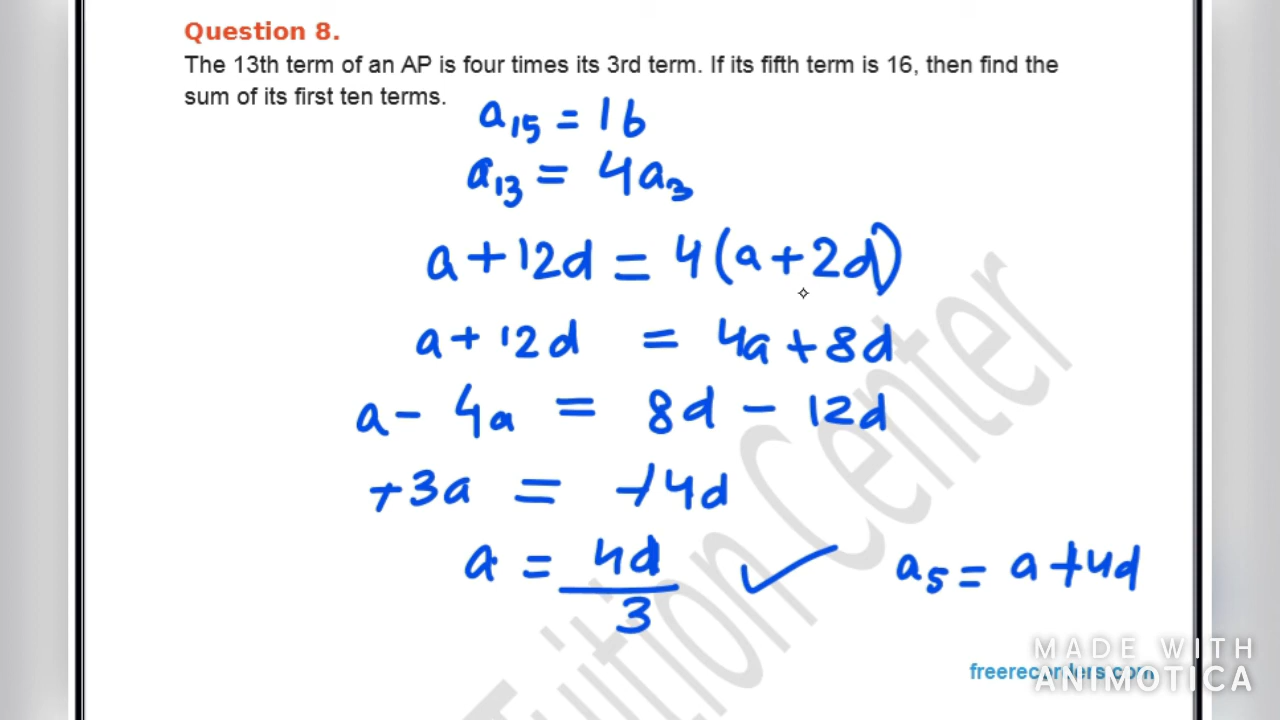 Question 8.
The 13th term of an AP is four times its 3rd term. If its fifth term is 16, then find the
sum of its first ten terms.
a₁₅ = 16
a₁₃ = 4a₃
a + 12d = 4(a + 2d)
a + 12d = 4a + 8d
a - 4a = 8d - 12d
+3a = +4d
a = 4d/3 ✓ a₅ = a + 4d
Tuition Center
MADE WITH
ANIMOTICA